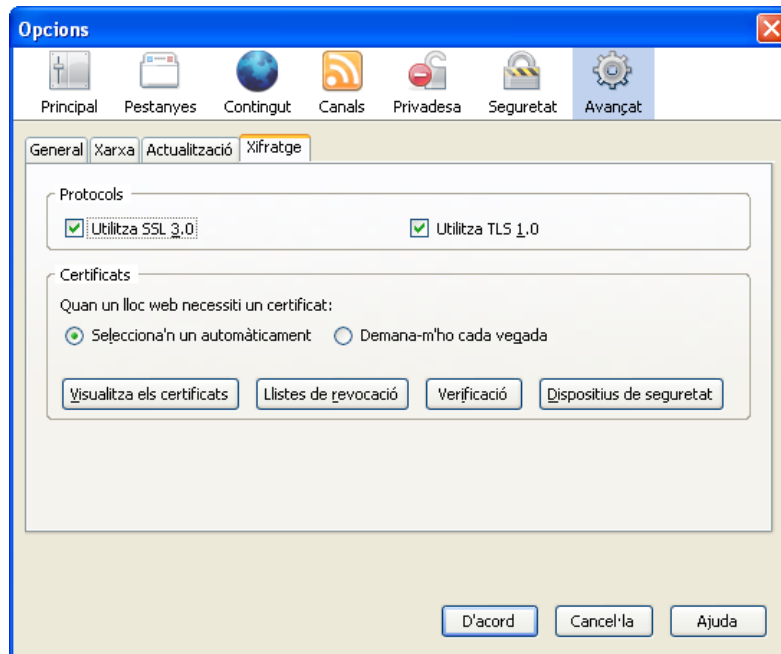 Opcions
Principal Pestanyes Contingut Canals Privadesa Seguretat Avançat
General Xarxa Actualització Xifratge
Protocols
Utilitza SSL 3.0 Utilitza TLS 1.0
Certificats
Quan un lloc web necessiti un certificat:
Selecciona'n un automàticament Demana-m'ho cada vegada
Visualitza els certificats Llistes de revocació Verificació Dispositius de seguretat
D'acord Cancel·la Ajuda